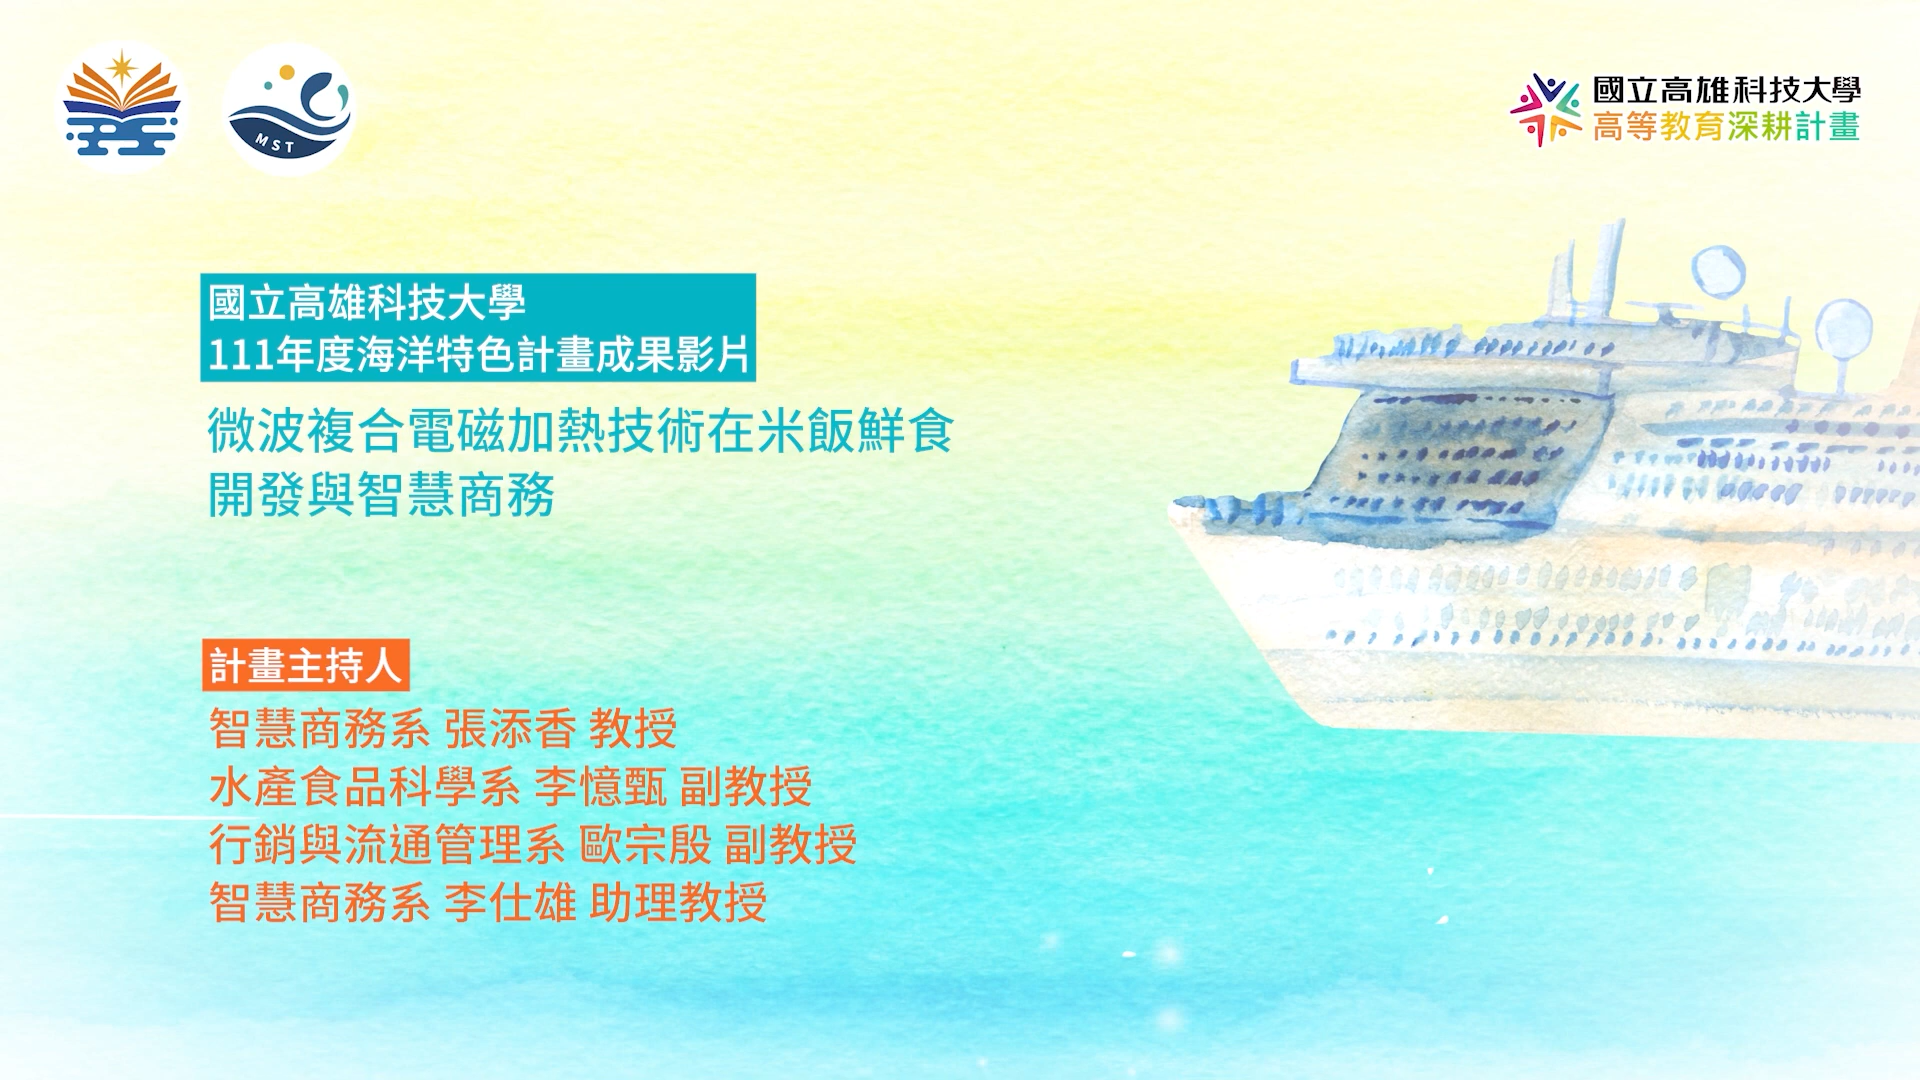 MST
國立高雄科技大學
高等教育深耕計畫
國立高雄科技大學
111年度海洋特色計畫成果影片
微波複合電磁加熱技術在米飯鮮食
開發與智慧商務
計畫主持人
智慧商務系 張添香 教授
水產食品科學系 李憶甄 副教授
行銷與流通管理系 歐宗殷 副教授
智慧商務系 李仕雄 助理教授